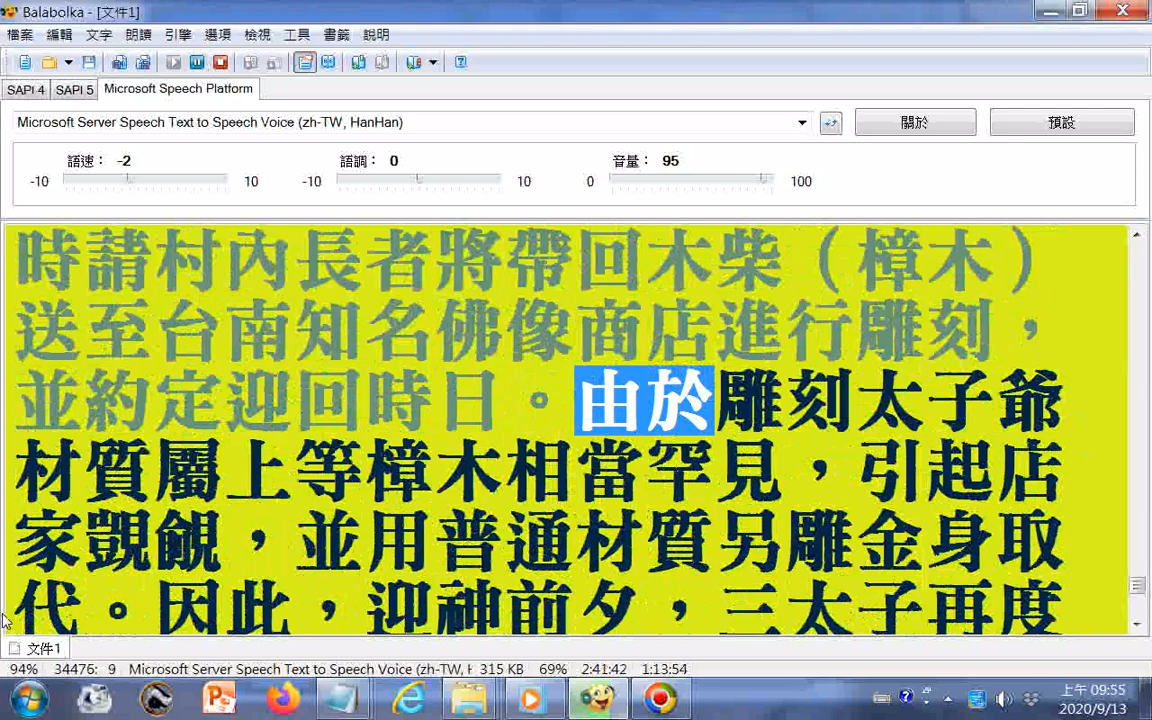 Balabolka - [文件1]
檔案 編輯 文字 朗讀 引擎 選項 檢視 工具 書籤 說明
SAPI 4 SAPI 5 Microsoft Speech Platform
Microsoft Server Speech Text to Speech Voice (zh-TW, HanHan) 關於 預設
語速： -2 語調： 0 音量： 95
-10 10 -10 10 0 100
時請村內長者將帶回木柴（樟木）
送至台南知名佛像商店進行雕刻，
並約定迎回時日。由於雕刻太子爺
材質屬上等樟木相當罕見，引起店
家覬覦，並用普通材質另雕金身取
代。因此，迎神前夕，三太子再度
文件1
94% 34476: 9 Microsoft Server Speech Text to Speech Voice (zh-TW, H 315 KB 69% 2:41:42 1:13:54
上午 09:55
2020/9/13